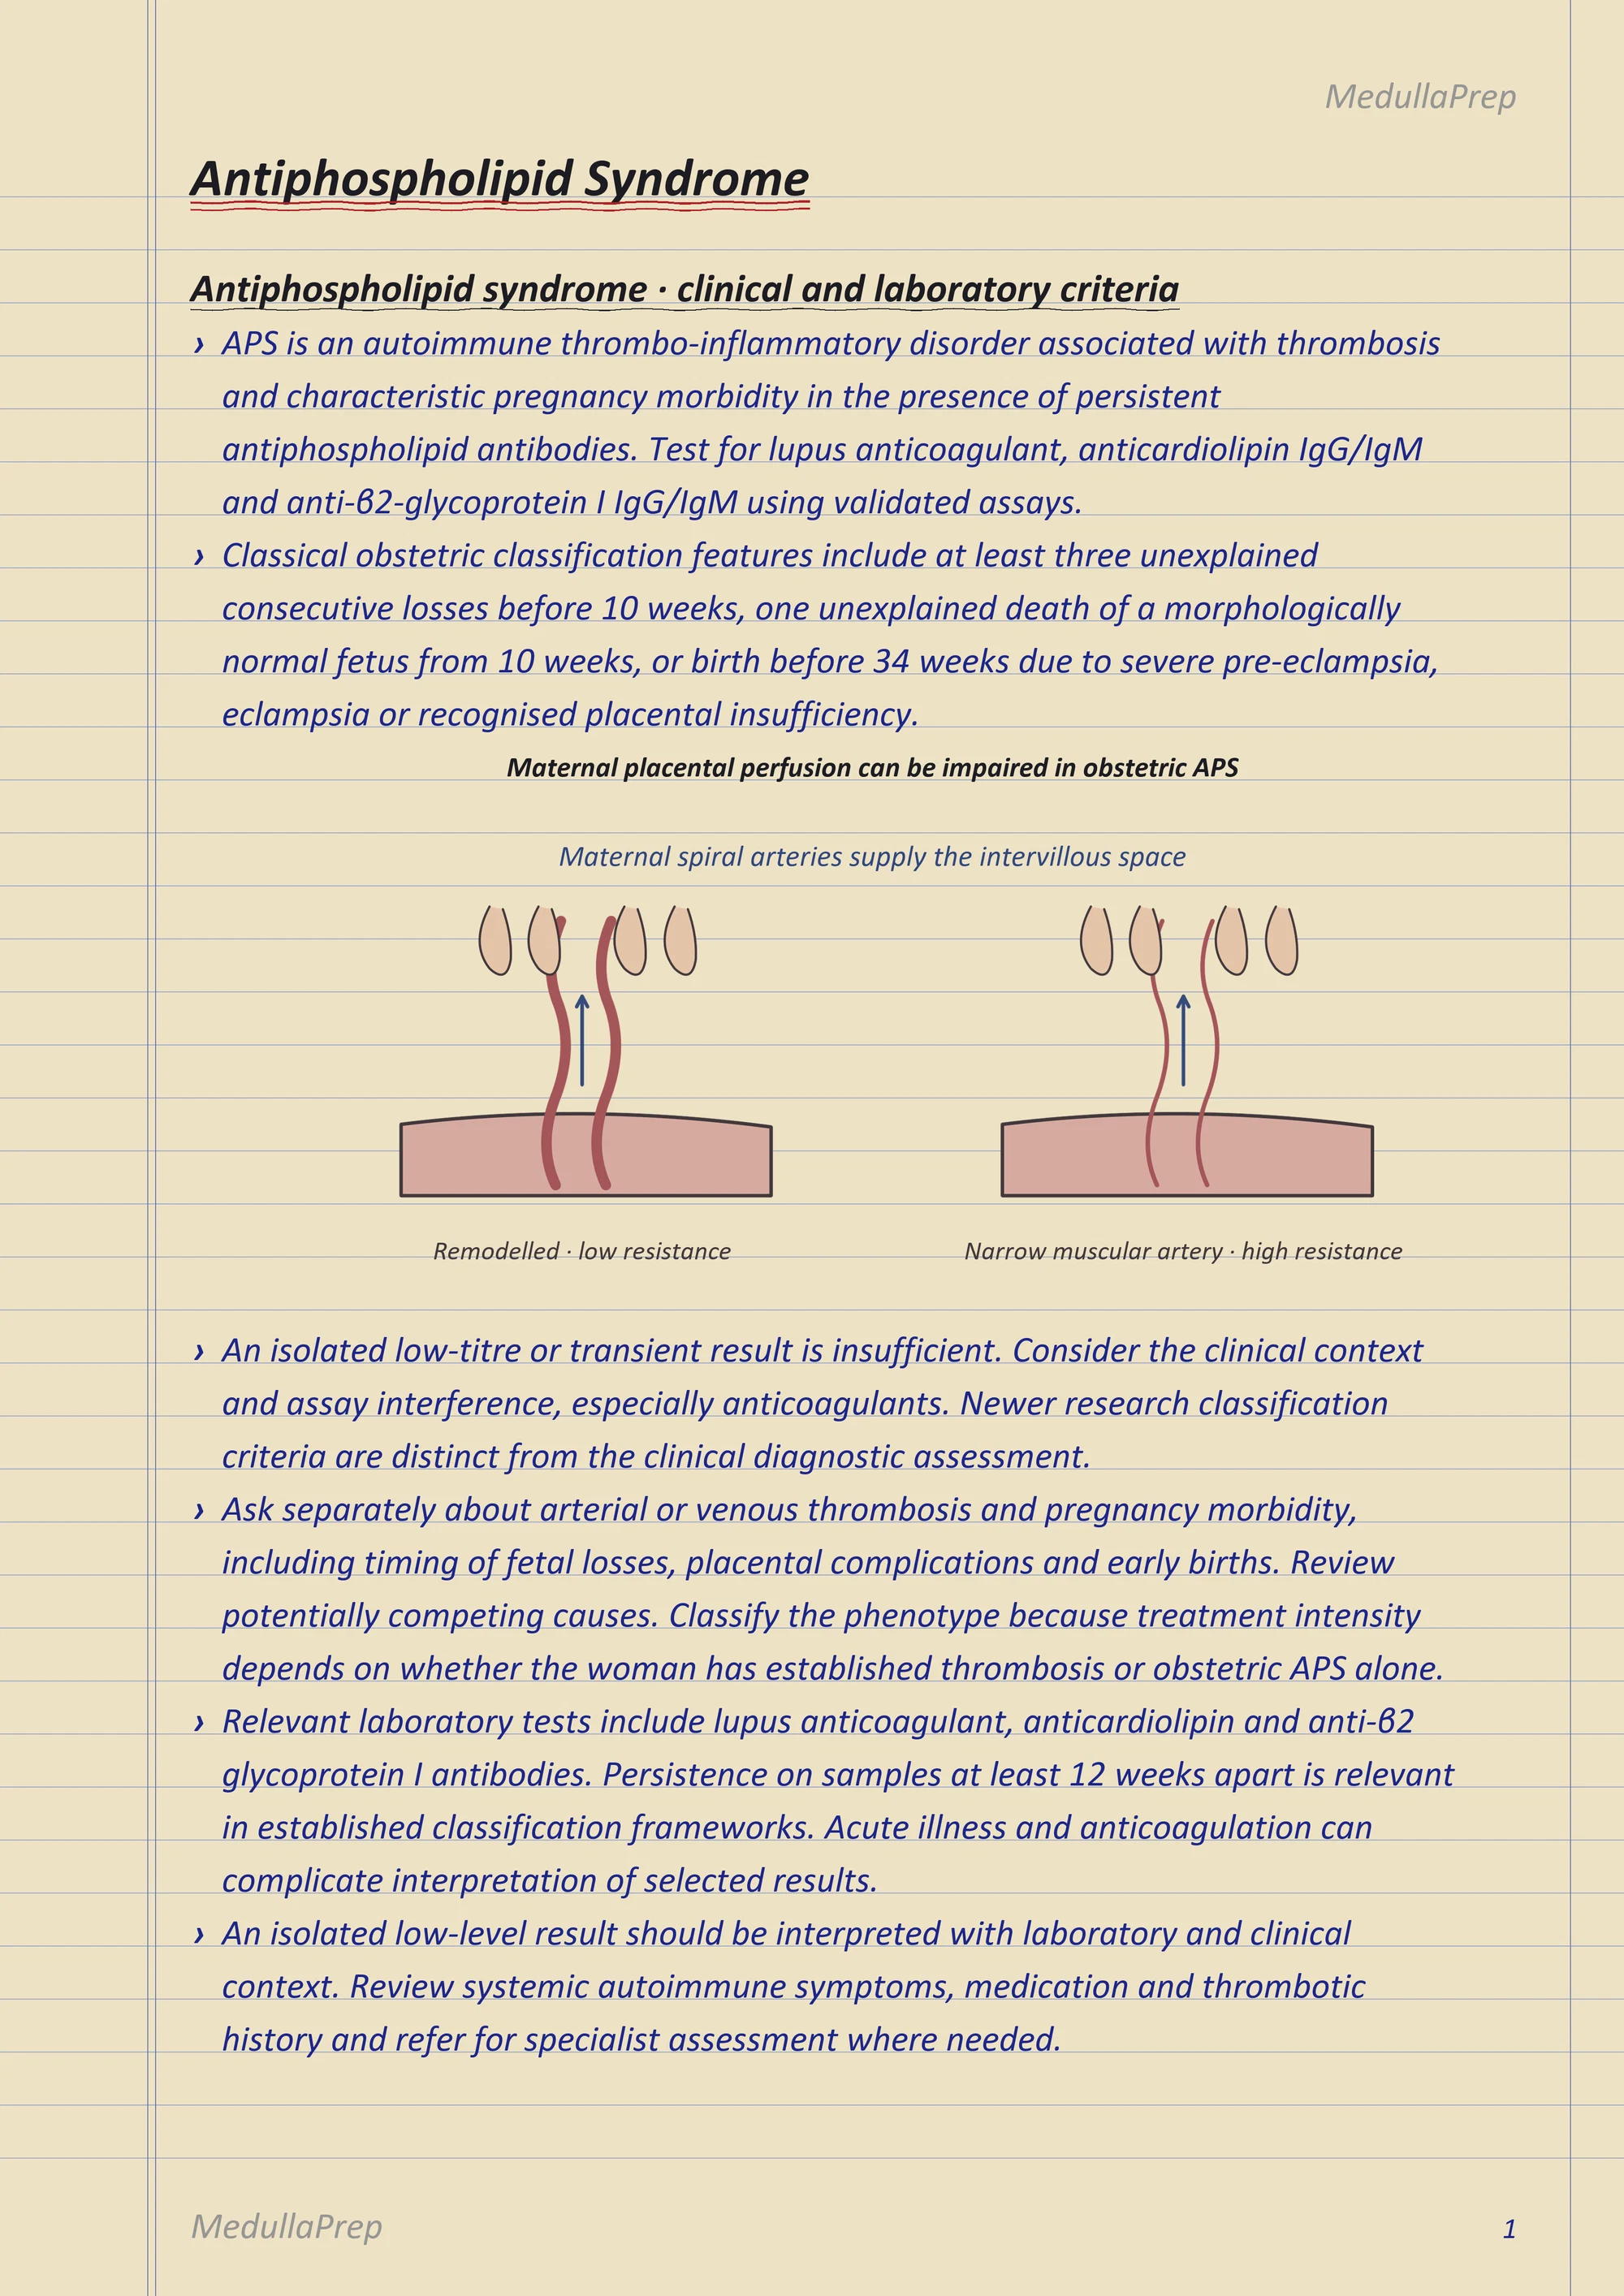 MedullaPrep
Antiphospholipid Syndrome
Antiphospholipid syndrome · clinical and laboratory criteria
› APS is an autoimmune thrombo-inflammatory disorder associated with thrombosis
and characteristic pregnancy morbidity in the presence of persistent
antiphospholipid antibodies. Test for lupus anticoagulant, anticardiolipin IgG/IgM
and anti-β2-glycoprotein I IgG/IgM using validated assays.
› Classical obstetric classification features include at least three unexplained
consecutive losses before 10 weeks, one unexplained death of a morphologically
normal fetus from 10 weeks, or birth before 34 weeks due to severe pre-eclampsia,
eclampsia or recognised placental insufficiency.
Maternal placental perfusion can be impaired in obstetric APS
Maternal spiral arteries supply the intervillous space
Remodelled · low resistance
Narrow muscular artery · high resistance
› An isolated low-titre or transient result is insufficient. Consider the clinical context
and assay interference, especially anticoagulants. Newer research classification
criteria are distinct from the clinical diagnostic assessment.
› Ask separately about arterial or venous thrombosis and pregnancy morbidity,
including timing of fetal losses, placental complications and early births. Review
potentially competing causes. Classify the phenotype because treatment intensity
depends on whether the woman has established thrombosis or obstetric APS alone.
› Relevant laboratory tests include lupus anticoagulant, anticardiolipin and anti-β2
glycoprotein I antibodies. Persistence on samples at least 12 weeks apart is relevant
in established classification frameworks. Acute illness and anticoagulation can
complicate interpretation of selected results.
› An isolated low-level result should be interpreted with laboratory and clinical
context. Review systemic autoimmune symptoms, medication and thrombotic
history and refer for specialist assessment where needed.
MedullaPrep
1